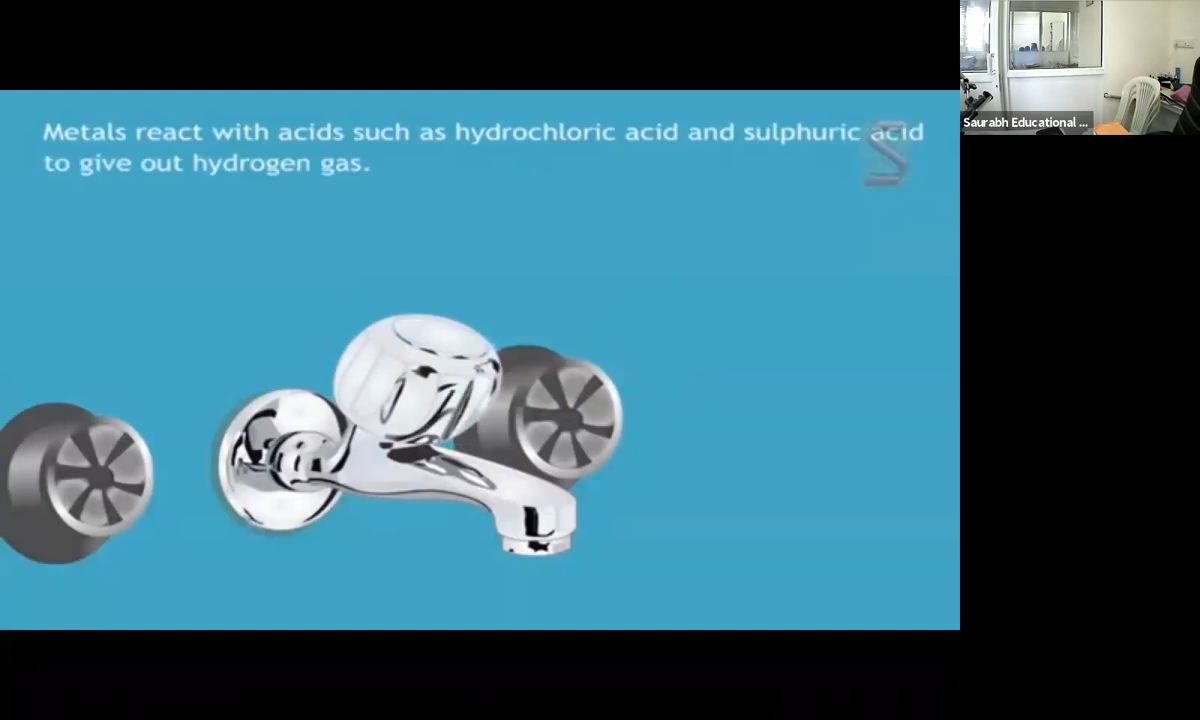 Metals react with acids such as hydrochloric acid and sulphuric acid
to give out hydrogen gas.
S
Saurabh Educational ...